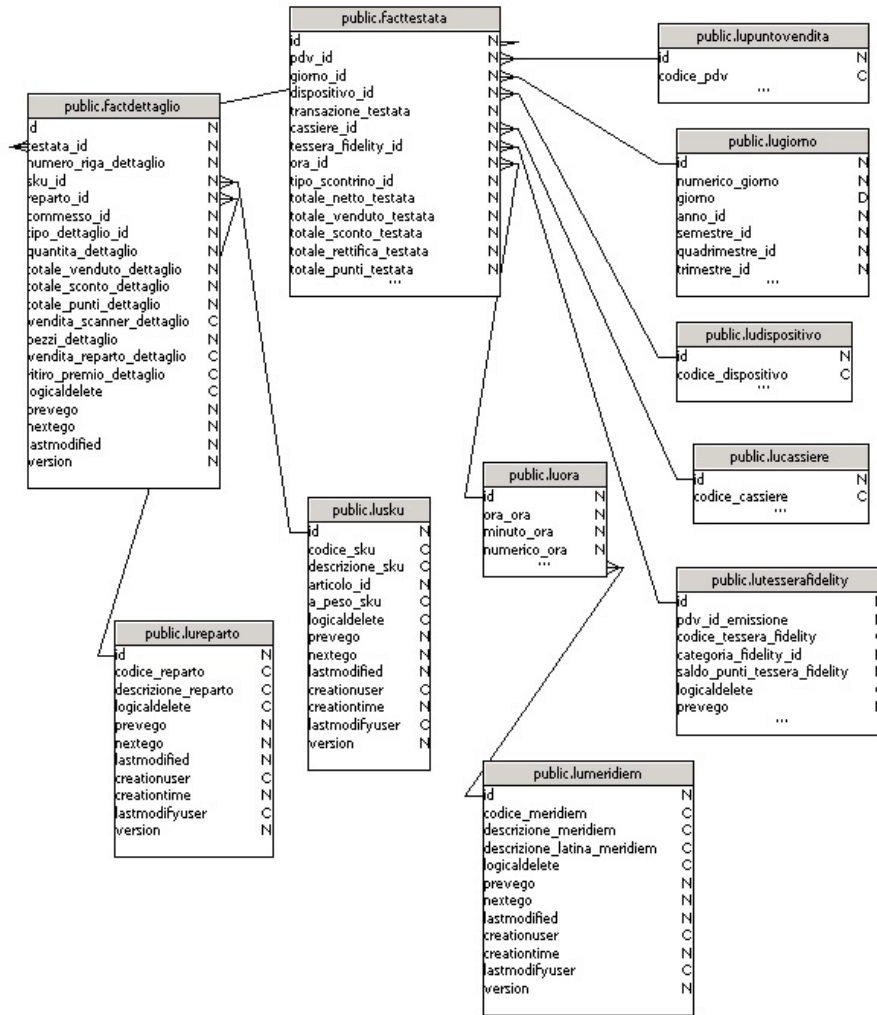 public.facttestata
id N
pdv_id N
giorno_id N
dispositivo_id N
transazione_testata N
cassiere_id N
tessera_fidelity_id N
ora_id N
tipo_scontrino_id N
totale_netto_testata N
totale_venduto_testata N
totale_sconto_testata N
totale_rettifica_testata N
totale_punti_testata N
...
public.lupuntovendita
id N
codice_pdv C
...
public.factdettaglio
id N
testata_id N
numero_riga_dettaglio N
sku_id N
reparto_id N
commesso_id N
tipo_dettaglio_id N
quantita_dettaglio N
totale_venduto_dettaglio N
totale_sconto_dettaglio N
totale_punti_dettaglio N
vendita_scanner_dettaglio C
pezzi_dettaglio N
vendita_reparto_dettaglio C
ritiro_premio_dettaglio C
logicaldelete C
prevego N
nextego N
lastmodified N
version N
public.lugiorno
id N
numerico_giorno N
giorno D
anno_id N
semestre_id N
quadrimestre_id N
trimestre_id N
...
public.ludispositivo
id N
codice_dispositivo C
...
public.lucassiere
id N
codice_cassiere C
...
public.luora
id N
ora_ora N
minuto_ora N
numerico_ora N
...
public.lusku
id N
codice_sku C
descrizione_sku C
articolo_id N
a_peso_sku C
logicaldelete C
prevego N
nextego N
lastmodified N
creationuser C
creationtime N
lastmodifyuser C
version N
public.lutesserafidelity
id
pdv_id_emissione
codice_tessera_fidelity
categoria_fidelity_id
saldo_punti_tessera_fidelity
logicaldelete
prevego
...
public.lureparto
id N
codice_reparto C
descrizione_reparto C
logicaldelete C
prevego N
nextego N
lastmodified N
creationuser C
creationtime N
lastmodifyuser C
version N
public.lumeridiem
id N
codice_meridiem C
descrizione_meridiem C
descrizione_latina_meridiem C
logicaldelete C
prevego N
nextego N
lastmodified N
creationuser C
creationtime N
lastmodifyuser C
version N